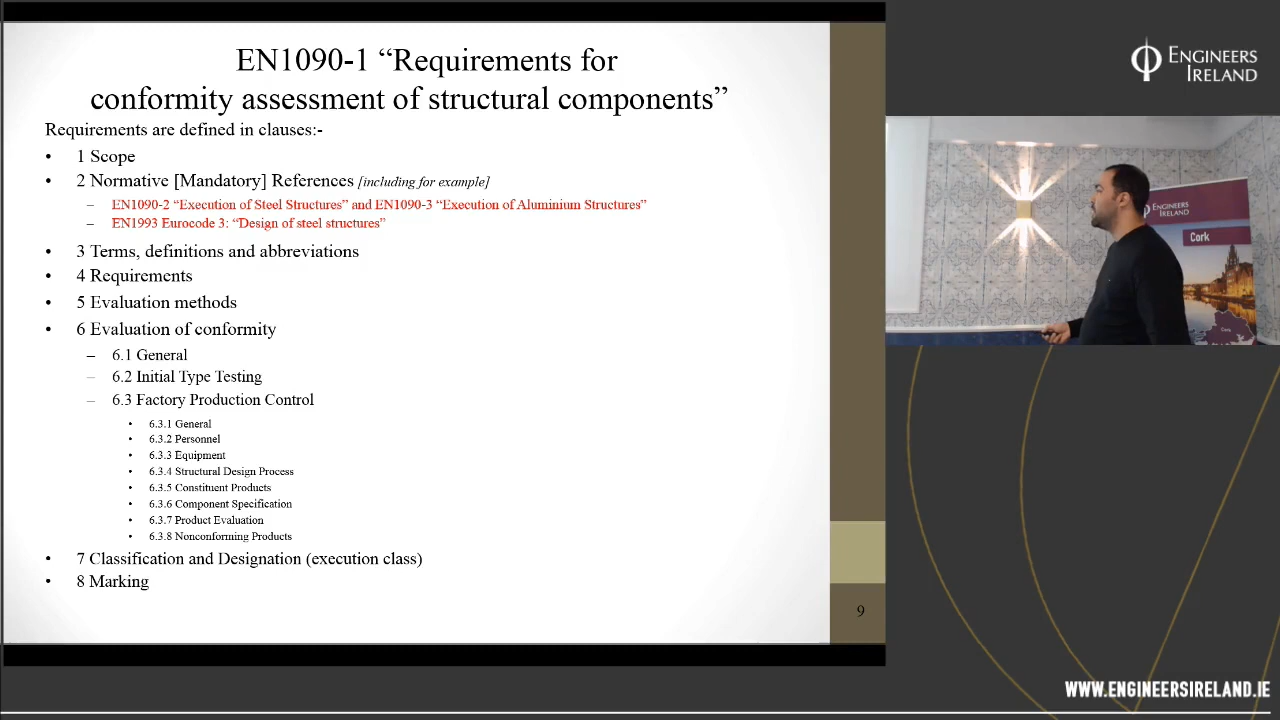 EN1090-1 “Requirements for
conformity assessment of structural components”
Requirements are defined in clauses:-
• 1 Scope
• 2 Normative [Mandatory] References [including for example]
– EN1090-2 “Execution of Steel Structures” and EN1090-3 “Execution of Aluminium Structures”
– EN1993 Eurocode 3: “Design of steel structures”
• 3 Terms, definitions and abbreviations
• 4 Requirements
• 5 Evaluation methods
• 6 Evaluation of conformity
– 6.1 General
– 6.2 Initial Type Testing
– 6.3 Factory Production Control
• 6.3.1 General
• 6.3.2 Personnel
• 6.3.3 Equipment
• 6.3.4 Structural Design Process
• 6.3.5 Constituent Products
• 6.3.6 Component Specification
• 6.3.7 Product Evaluation
• 6.3.8 Nonconforming Products
• 7 Classification and Designation (execution class)
• 8 Marking
9
ENGINEERS
IRELAND
ENGINEERS
IRELAND
Cork
WWW.ENGINEERSIRELAND.IE